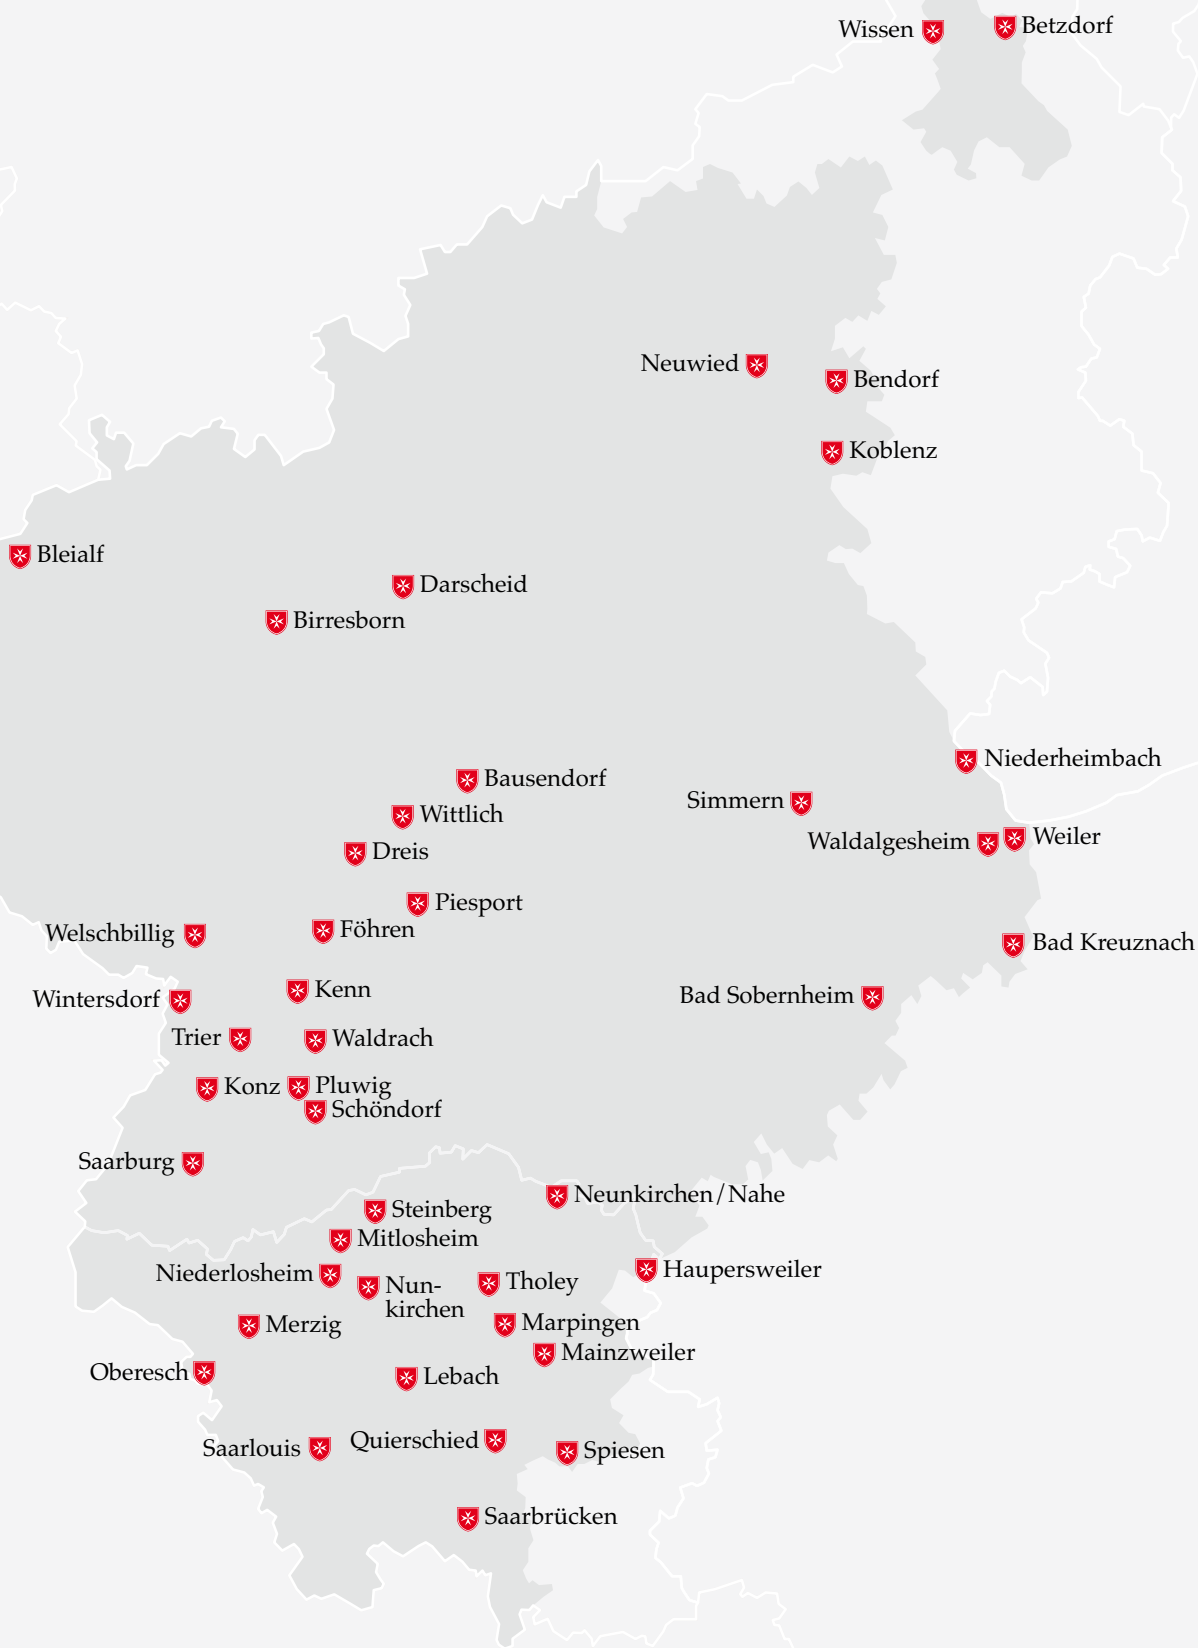 Wissen
Betzdorf
Neuwied
Bendorf
Koblenz
Bleialf
Darscheid
Birresborn
Niederheimbach
Bausendorf
Simmern
Wittlich
Waldalgesheim
Weiler
Dreis
Piesport
Föhren
Welschbillig
Bad Kreuznach
Kenn
Bad Sobernheim
Wintersdorf
Trier
Waldrach
Konz
Pluwig
Schöndorf
Saarburg
Neunkirchen/Nahe
Steinberg
Mitlosheim
Haupersweiler
Niederlosheim
Tholey
Nun-
kirchen
Marpingen
Merzig
Mainzweiler
Oberesch
Lebach
Quierschied
Saarlouis
Spiesen
Saarbrücken